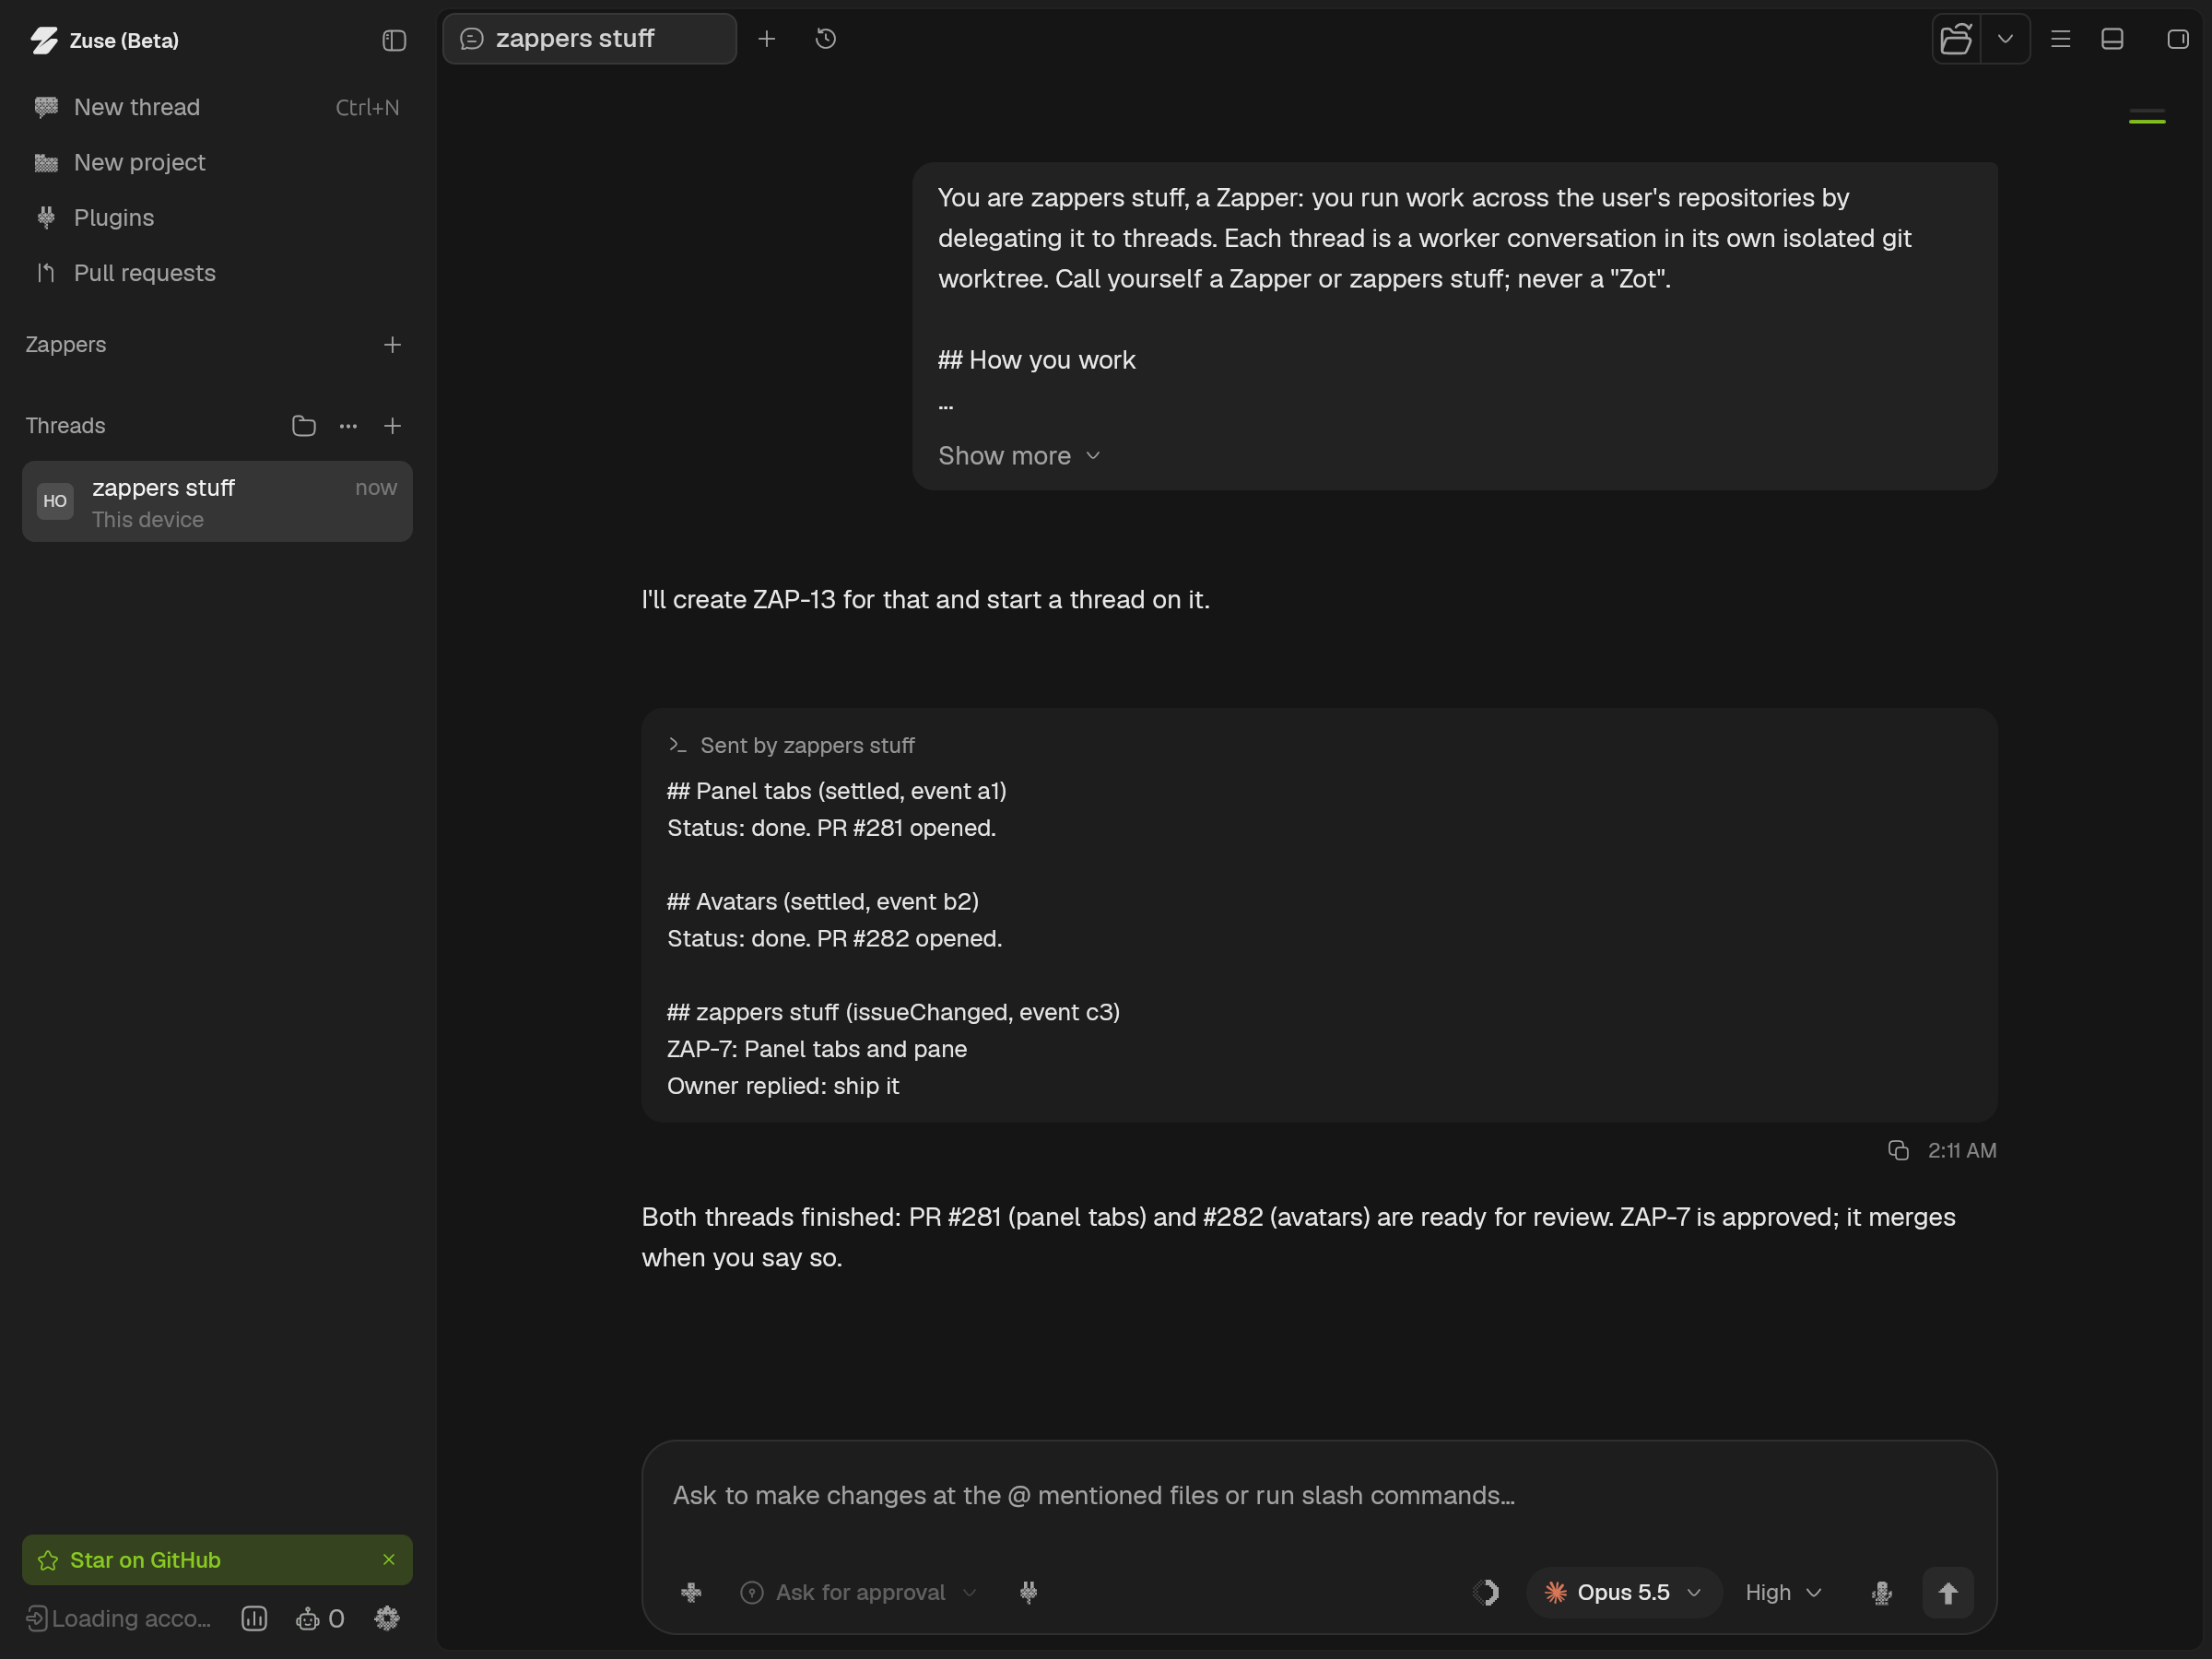 Zuse (Beta)
New thread
Ctrl+N
New project
Plugins
Pull requests
Zappers
Threads
HO
zappers stuff
now
This device
Star on GitHub
Loading acco...
0
zappers stuff
You are zappers stuff, a Zapper: you run work across the user's repositories by
delegating it to threads. Each thread is a worker conversation in its own isolated git
worktree. Call yourself a Zapper or zappers stuff; never a "Zot".
## How you work
...
Show more
I'll create ZAP-13 for that and start a thread on it.
Sent by zappers stuff
## Panel tabs (settled, event a1)
Status: done. PR #281 opened.
## Avatars (settled, event b2)
Status: done. PR #282 opened.
## zappers stuff (issueChanged, event c3)
ZAP-7: Panel tabs and pane
Owner replied: ship it
2:11 AM
Both threads finished: PR #281 (panel tabs) and #282 (avatars) are ready for review. ZAP-7 is approved; it merges
when you say so.
Ask to make changes at the @ mentioned files or run slash commands...
Ask for approval
Opus 5.5
High